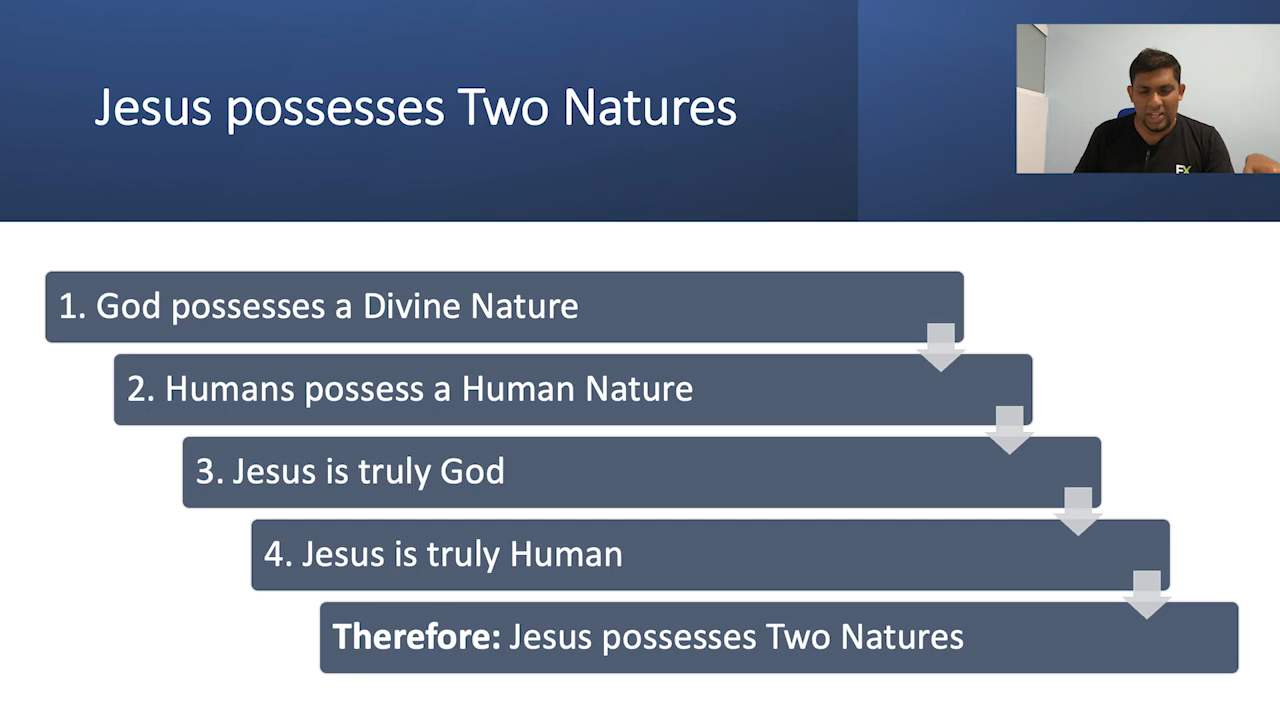 Jesus possesses Two Natures
1. God possesses a Divine Nature
2. Humans possess a Human Nature
3. Jesus is truly God
4. Jesus is truly Human
Therefore: Jesus possesses Two Natures